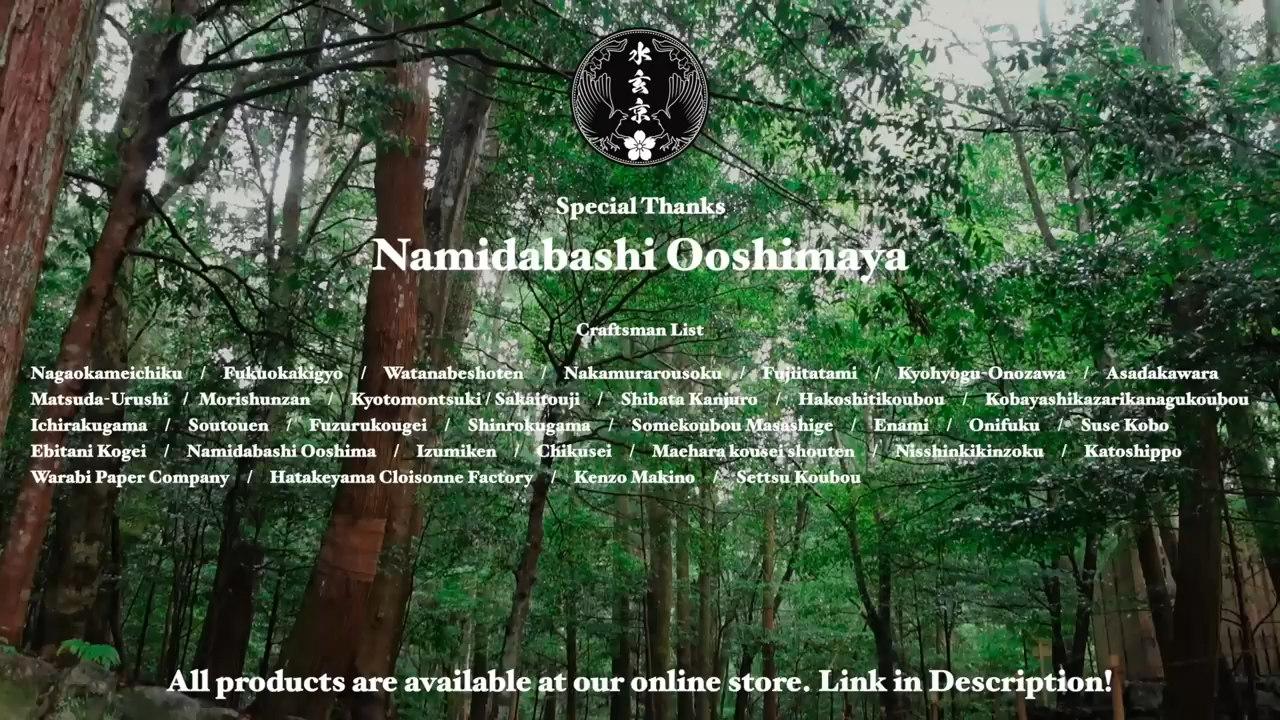 水玄京
Special Thanks
Namidabashi Ooshimaya
Craftsman List
Nagaokameichiku / Fukuokakigyo / Watanabeshoten / Nakamurarousoku / Fujiitatami / Kyohyogu-Onozawa / Asadakawara
Matsuda-Urushi / Morishunzan / Kyotomontsuki / Sakaitouji / Shibata Kanjuro / Hakoshitikoubou / Kobayashikazarikanagukoubou
Ichirakugama / Soutouen / Fuzurukougei / Shinrokugama / Somekoubou Masashige / Enami / Onifuku / Suse Kobo
Ebitani Kogei / Namidabashi Ooshima / Izumiken / Chikusei / Maehara kousei shouten / Nisshinkikinzoku / Katoshippo
Warabi Paper Company / Hatakeyama Cloisonne Factory / Kenzo Makino / Settsu Koubou
All products are available at our online store. Link in Description!